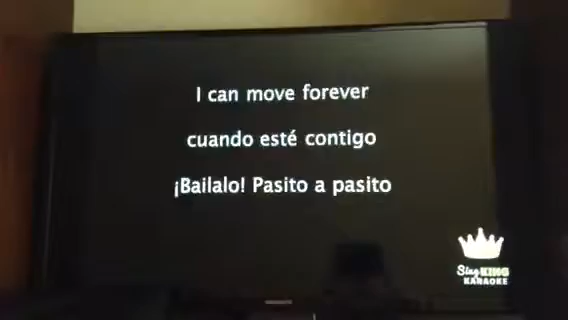 I can move forever
cuando esté contigo
¡Bailalo! Pasito a pasito
Sing KING
KARAOKE